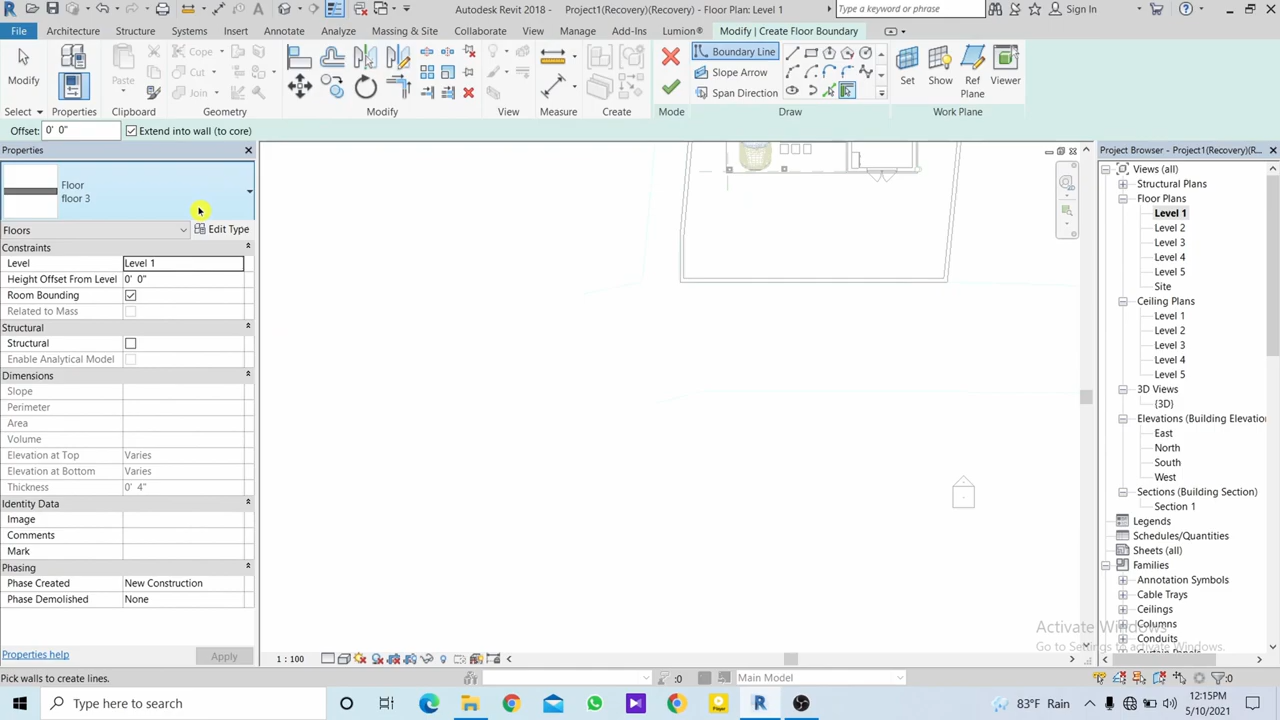 Autodesk Revit 2018 - Project1(Recovery)(Recovery) - Floor Plan: Level 1
Type a keyword or phrase
Sign In
File Architecture Structure Systems Insert Annotate Analyze Massing & Site Collaborate View Manage Add-Ins Lumion® Modify | Create Floor Boundary
Modify
Paste
Cope
Cut
Join
Boundary Line
Slope Arrow
Span Direction
Set Show Ref Plane Viewer
Select Properties Clipboard Geometry Modify View Measure Create Mode Draw Work Plane
Offset: 0' 0" Extend into wall (to core)
Properties
Floor
floor 3
Floors Edit Type
Constraints
Level Level 1
Height Offset From Level 0' 0"
Room Bounding
Related to Mass
Structural
Structural
Enable Analytical Model
Dimensions
Slope
Perimeter
Area
Volume
Elevation at Top Varies
Elevation at Bottom Varies
Thickness 0' 4"
Identity Data
Image
Comments
Mark
Phasing
Phase Created New Construction
Phase Demolished None
Properties help Apply
1 : 100
Project Browser - Project1(Recovery)(R...
Views (all)
Structural Plans
Floor Plans
Level 1
Level 2
Level 3
Level 4
Level 5
Site
Ceiling Plans
Level 1
Level 2
Level 3
Level 4
Level 5
3D Views
{3D}
Elevations (Building Elevation
East
North
South
West
Sections (Building Section)
Section 1
Legends
Schedules/Quantities
Sheets (all)
Families
Annotation Symbols
Cable Trays
Ceilings
Columns
Conduits
Activate Windows
Go to Settings to activate Windows.
Pick walls to create lines. :0 Main Model :0
Type here to search
Player
83°F Rain
12:15PM
5/10/2021